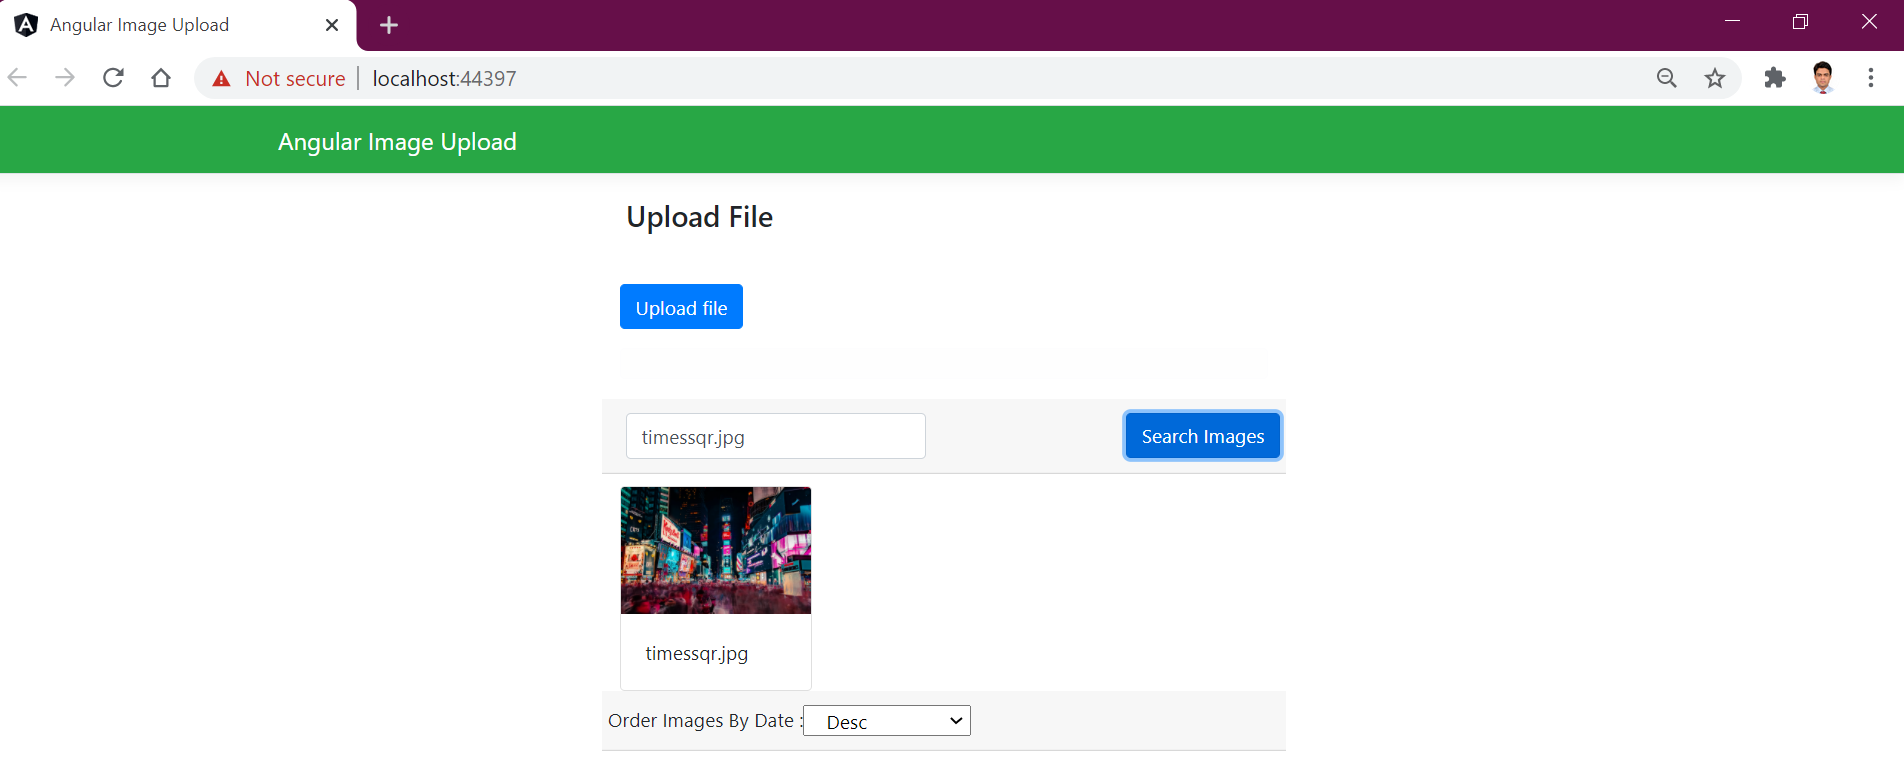 Angular Image Upload
Not secure
localhost:44397
Angular Image Upload
Upload File
Upload file
timessqr.jpg
Search Images
timessqr.jpg
Order Images By Date :
Desc